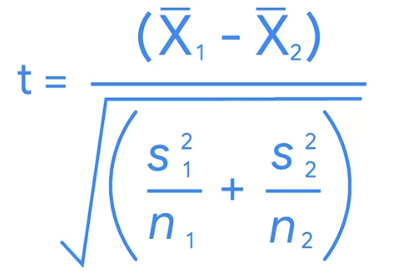 t = (X̅₁ - X̅₂) / √(s₁²/n₁ + s₂²/n₂)